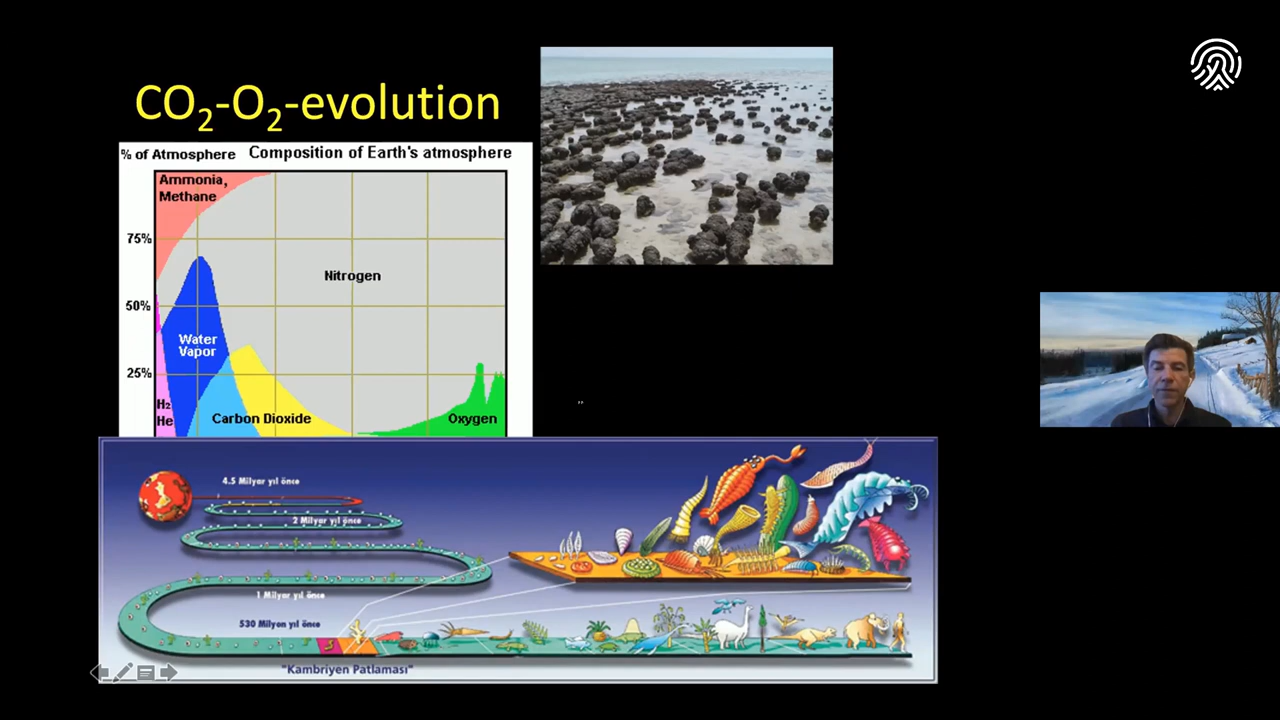 CO₂-O₂-evolution
% of Atmosphere Composition of Earth's atmosphere
Ammonia,
Methane
75%
Nitrogen
50%
Water
Vapor
25%
H₂
He
Carbon Dioxide
Oxygen
4.5 Milyar yıl önce
2 Milyar yıl önce
1 Milyar yıl önce
530 Milyon yıl önce
"Kambriyen Patlaması"